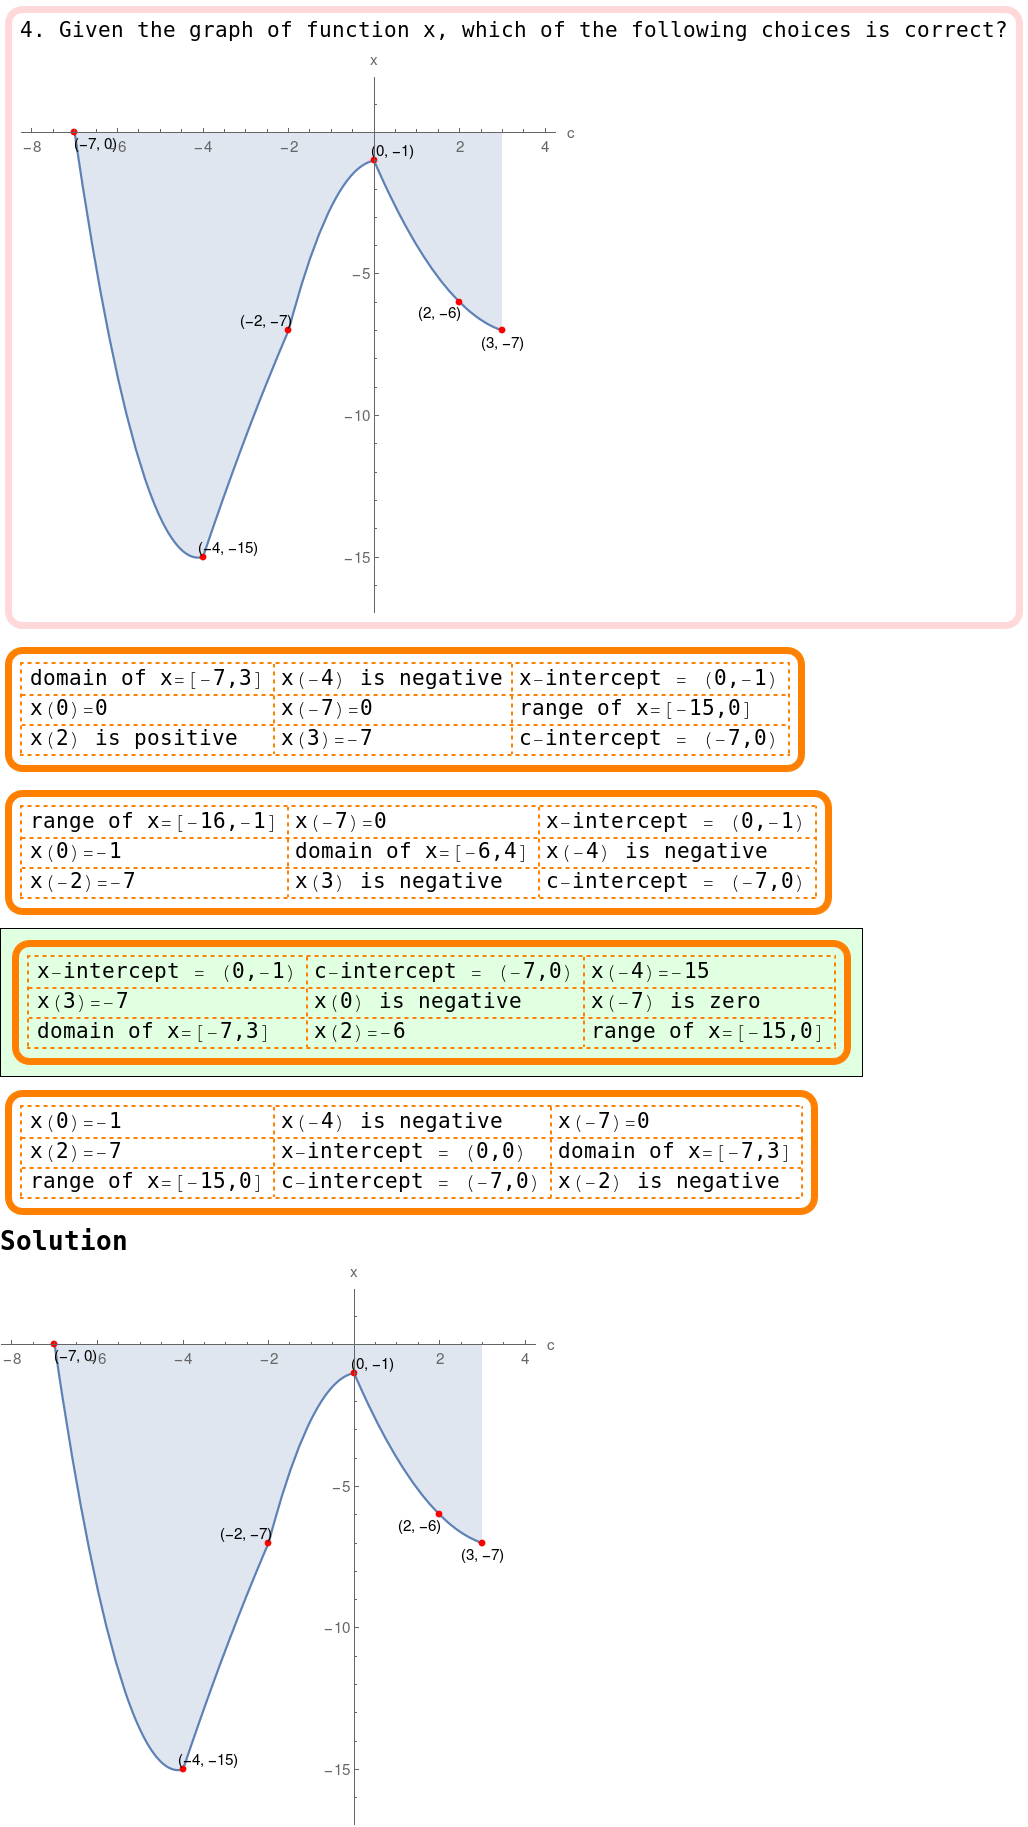 4. Given the graph of function x, which of the following choices is correct?
x
c
−8 (−7, 0) −6 −4 −2 (0, −1) 2 4
−5
(−2, −7)
(2, −6)
(3, −7)
−10
(−4, −15)
−15
domain of x=[-7,3] x(-4) is negative x-intercept = (0,-1)
x(0)=0 x(-7)=0 range of x=[-15,0]
x(2) is positive x(3)=-7 c-intercept = (-7,0)
range of x=[-16,-1] x(-7)=0 x-intercept = (0,-1)
x(0)=-1 domain of x=[-6,4] x(-4) is negative
x(-2)=-7 x(3) is negative c-intercept = (-7,0)
x-intercept = (0,-1) c-intercept = (-7,0) x(-4)=-15
x(3)=-7 x(0) is negative x(-7) is zero
domain of x=[-7,3] x(2)=-6 range of x=[-15,0]
x(0)=-1 x(-4) is negative x(-7)=0
x(2)=-7 x-intercept = (0,0) domain of x=[-7,3]
range of x=[-15,0] c-intercept = (-7,0) x(-2) is negative
Solution
x
c
−8 (−7, 0) −6 −4 −2 (0, −1) 2 4
−5
(−2, −7)
(2, −6)
(3, −7)
−10
(−4, −15)
−15